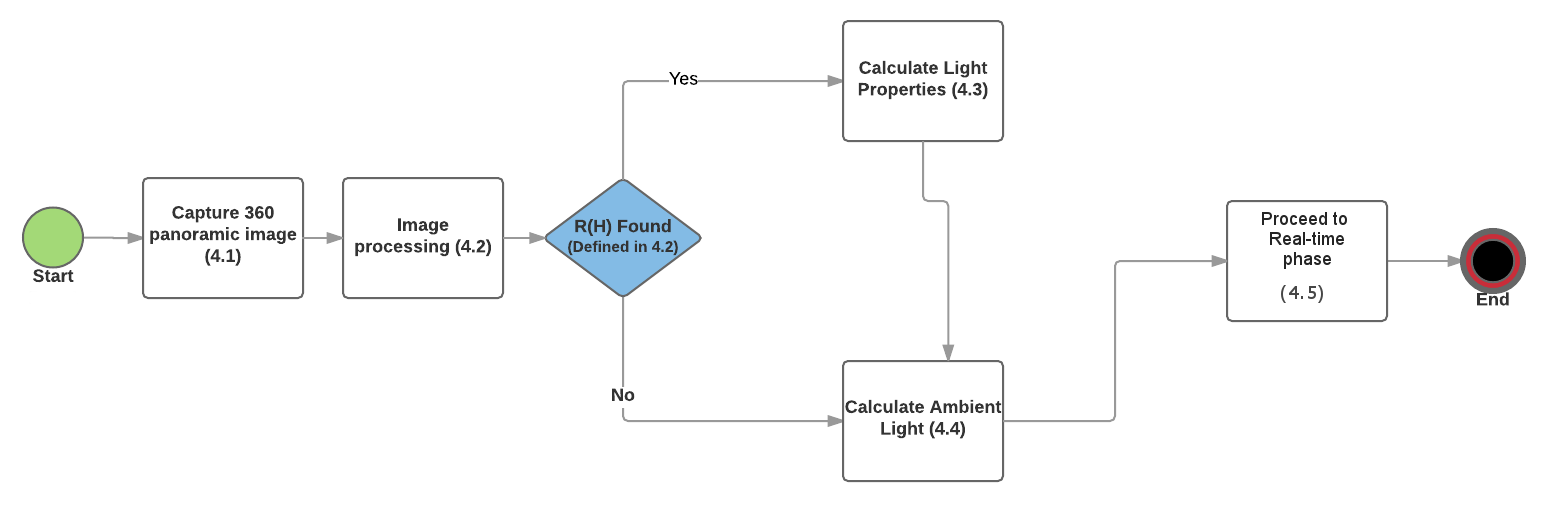 Start
Capture 360
panoramic image
(4.1)
Image
processing (4.2)
R(H) Found
(Defined in 4.2)
Yes
Calculate Light
Properties (4.3)
No
Calculate Ambient
Light (4.4)
Proceed to
Real-time
phase
(4.5)
End